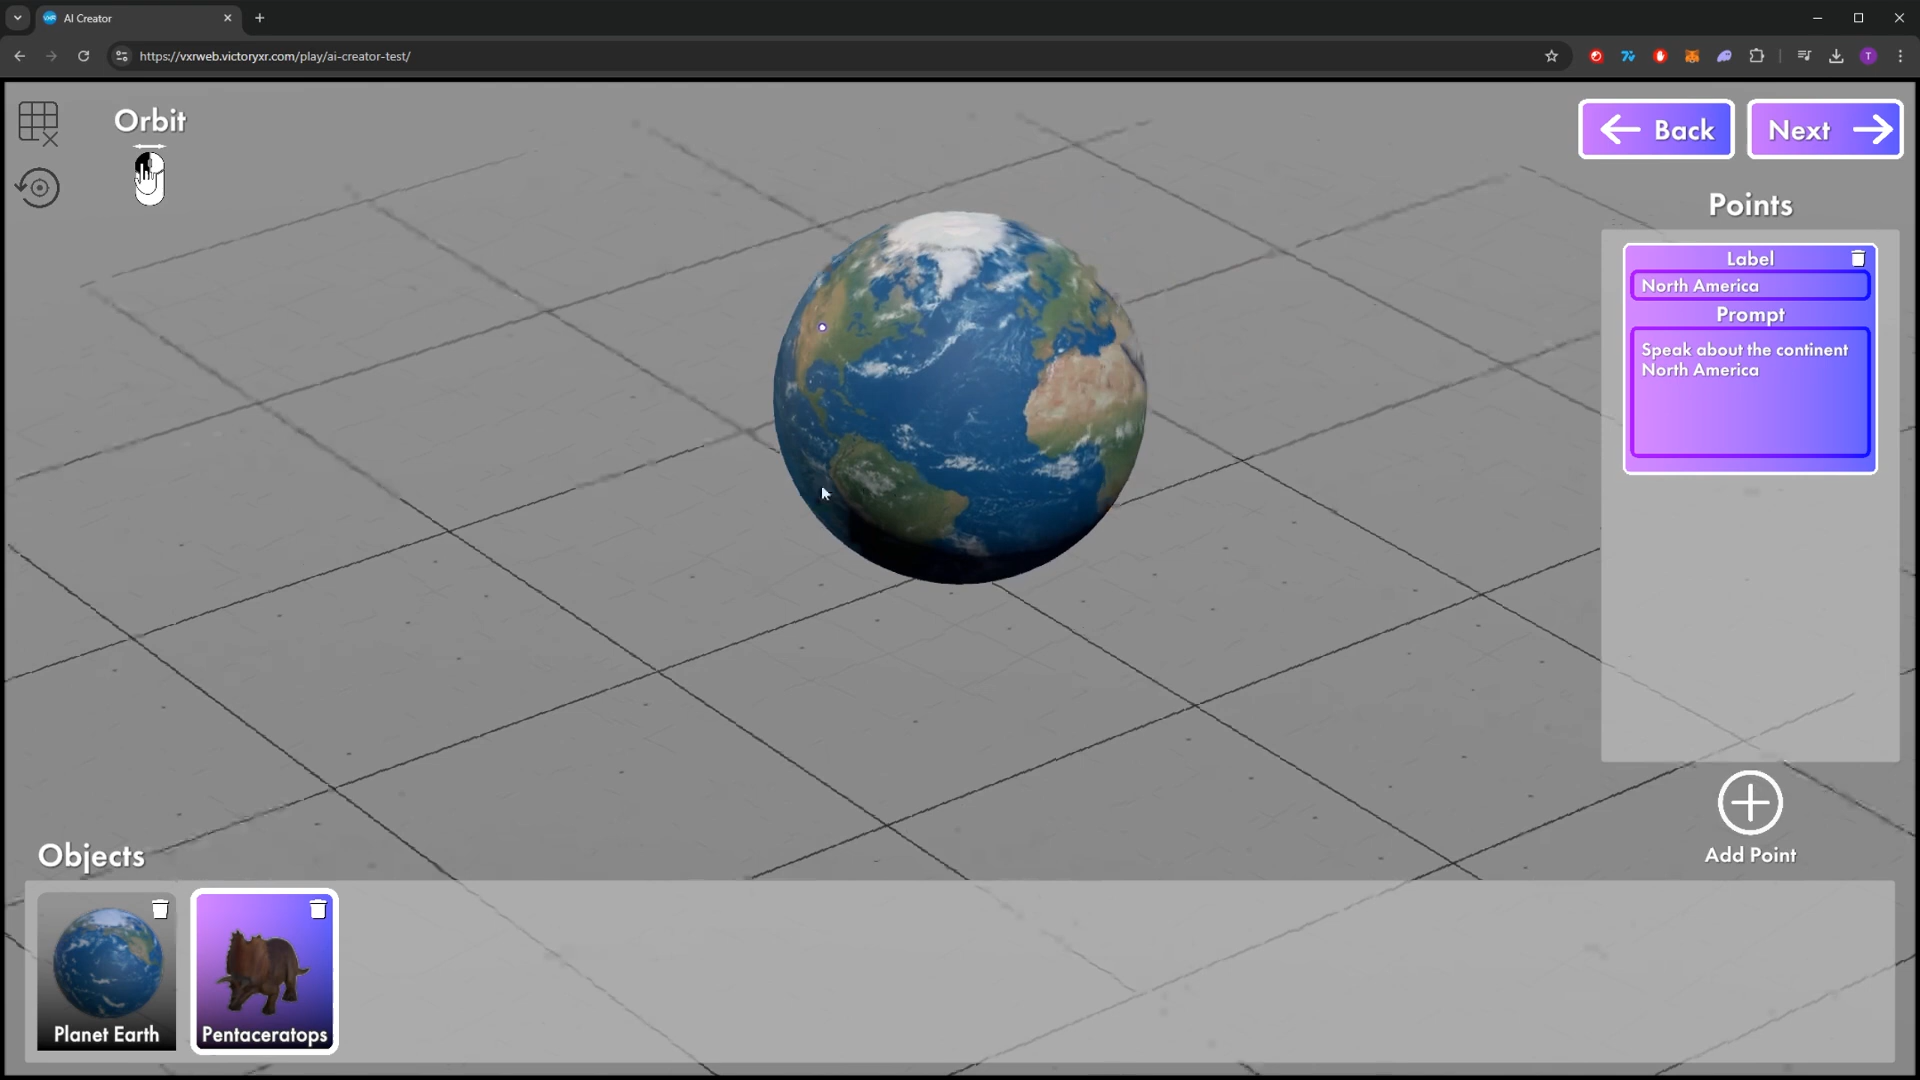 AI Creator
https://vxrweb.victoryxr.com/play/ai-creator-test/
T
Orbit
Back
Next
Points
Label
North America
Prompt
Speak about the continent
North America
Add Point
Objects
Planet Earth
Pentaceratops